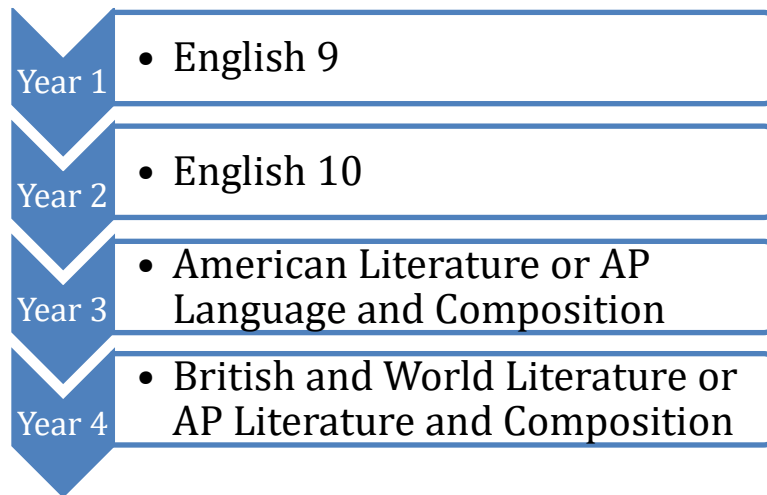 Year 1
• English 9
Year 2
• English 10
Year 3
• American Literature or AP
Language and Composition
Year 4
• British and World Literature or
AP Literature and Composition